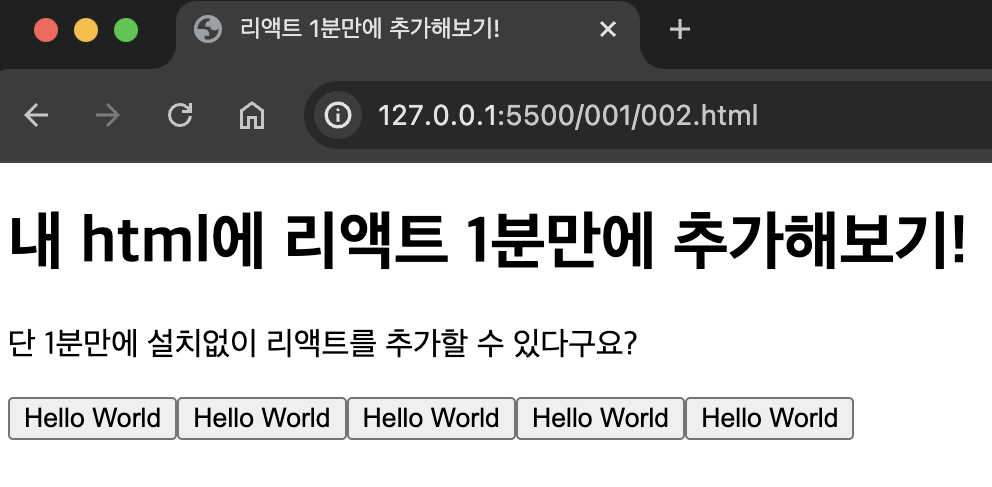 리액트 1분만에 추가해보기!
127.0.0.1:5500/001/002.html
내 html에 리액트 1분만에 추가해보기!
단 1분만에 설치없이 리액트를 추가할 수 있다구요?
Hello World Hello World Hello World Hello World Hello World